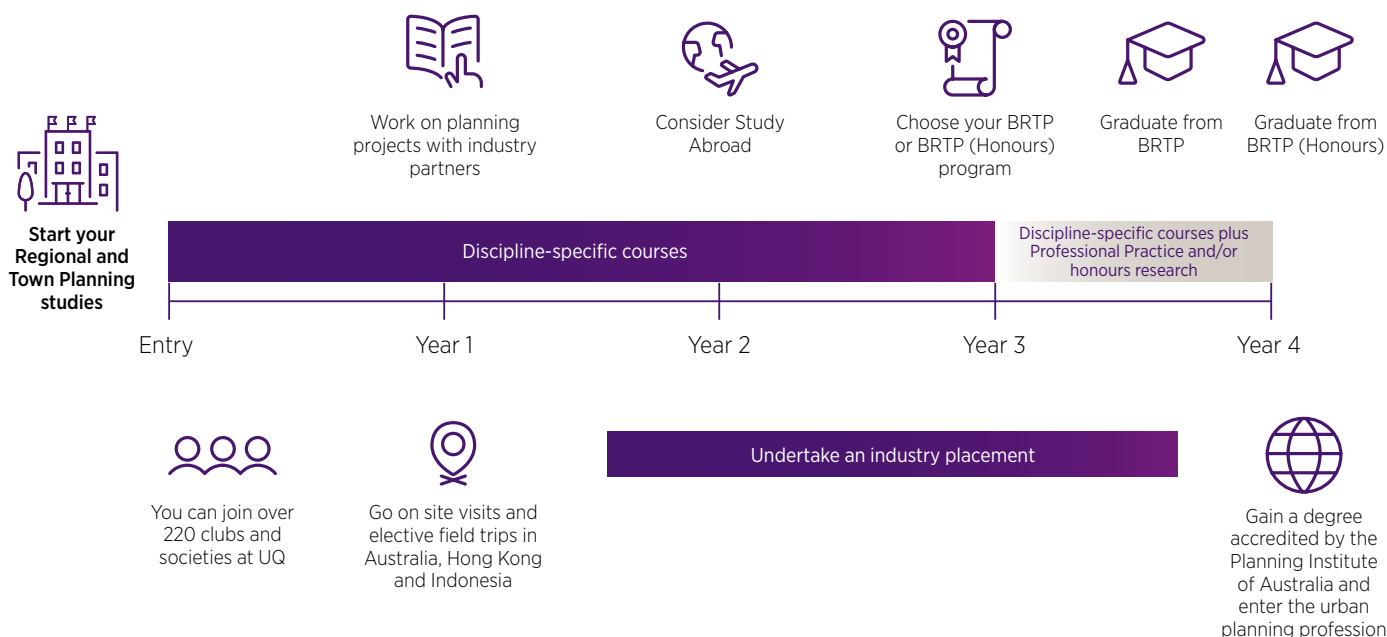 Work on planning
projects with industry
partners
Consider Study
Abroad
Choose your BRTP
or BRTP (Honours)
program
Graduate from
BRTP
Graduate from
BRTP (Honours)
Start your
Regional and
Town Planning
studies
Discipline-specific courses
Discipline-specific courses plus
Professional Practice and/or
honours research
Entry
Year 1
Year 2
Year 3
Year 4
Undertake an industry placement
You can join over
220 clubs and
societies at UQ
Go on site visits and
elective field trips in
Australia, Hong Kong
and Indonesia
Gain a degree
accredited by the
Planning Institute
of Australia and
enter the urban
planning profession